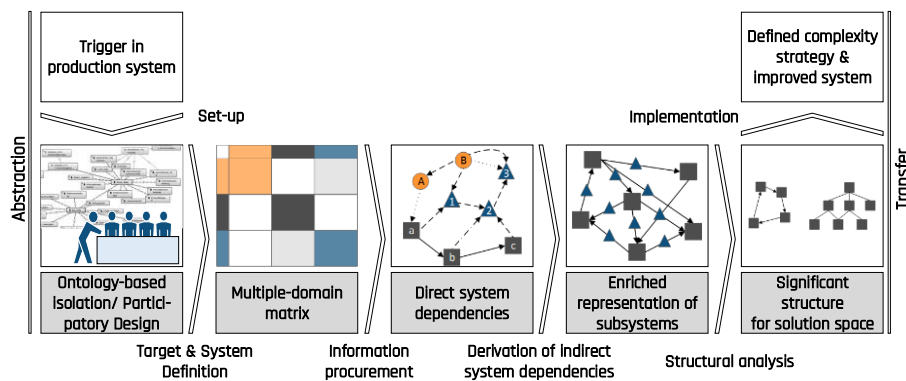 Trigger in
production system
Defined complexity
strategy &
improved system
Set-up
Implementation
Abstraction
Transfer
A
B
1
2
3
a
b
c
Ontology-based
isolation/ Partici-
patory Design
Multiple-domain
matrix
Direct system
dependencies
Enriched
representation of
subsystems
Significant
structure
for solution space
Target & System
Definition
Information
procurement
Derivation of indirect
system dependencies
Structural analysis